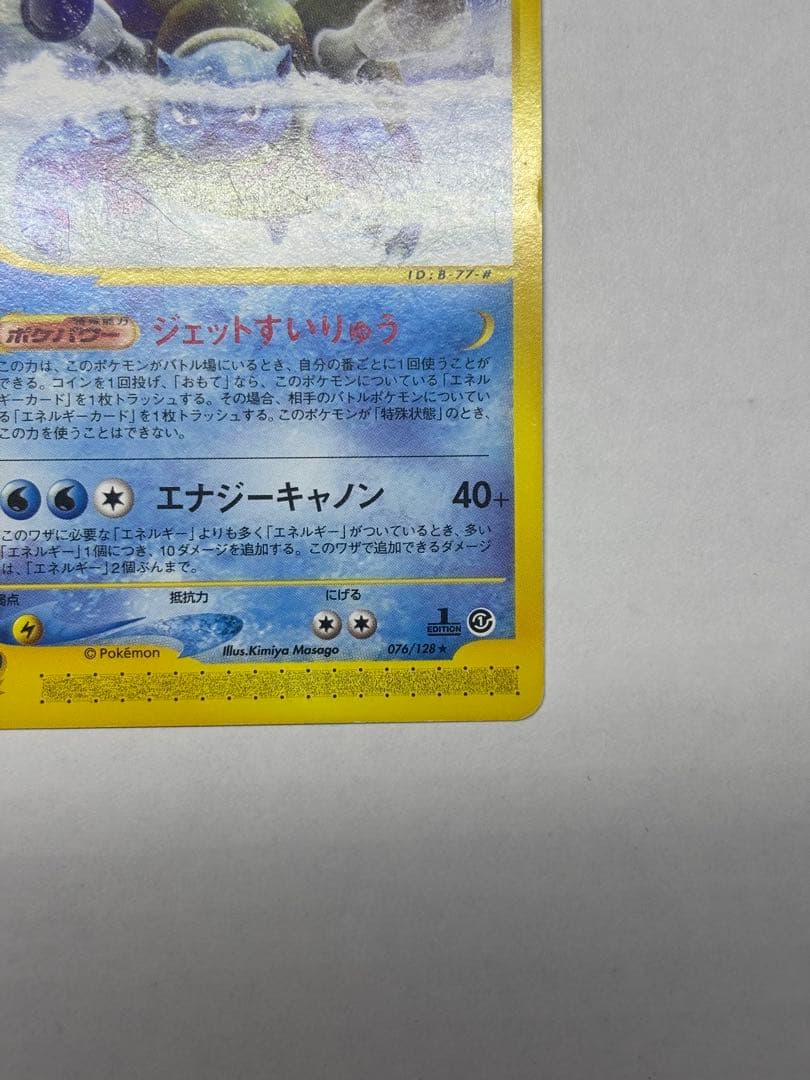 ID:B-77-#
特殊能力
ポケパワー ジェットすいりゅう
この力は、このポケモンがバトル場にいるとき、自分の番ごとに1回使うことが
できる。コインを1回投げ、「おもて」なら、このポケモンについている「エネル
ギーカード」を1枚トラッシュする。その場合、相手のバトルポケモンについてい
る「エネルギーカード」を1枚トラッシュする。このポケモンが「特殊状態」のとき、
この力を使うことはできない。
エナジーキャノン 40+
このワザに必要な「エネルギー」よりも多く「エネルギー」がついているとき、多い
「エネルギー」1個につき、10ダメージを追加する。このワザで追加できるダメージ
は、「エネルギー」2個ぶんまで。
弱点 抵抗力 にげる
1 EDITION
©Pokémon Illus.Kimiya Masago 076/128★